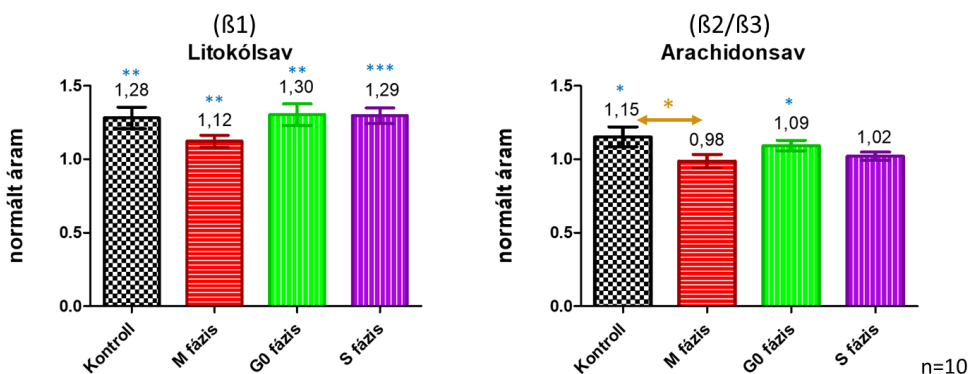 (ß1)
Litokólsav
** 
1,28
**
1,12
**
1,30
***
1,29
1.5
1.0
0.5
0.0
normált áram
Kontroll
M fázis
G0 fázis
S fázis
(ß2/ß3)
Arachidonsav
*
1,15
*
0,98
*
1,09
1,02
1.5
1.0
0.5
0.0
normált áram
Kontroll
M fázis
G0 fázis
S fázis
n=10